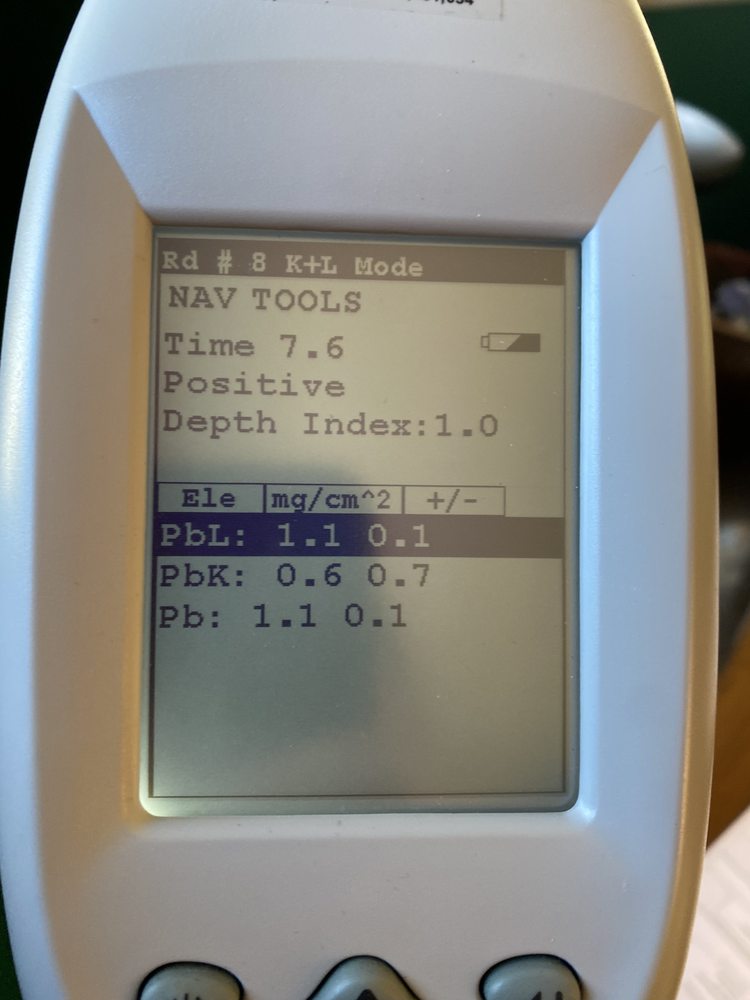 Rd # 8 K+L Mode
NAV TOOLS
Time 7.6
Positive
Depth Index:1.0
Ele mg/cm^2 +/-
PbL: 1.1 0.1
PbK: 0.6 0.7
Pb: 1.1 0.1